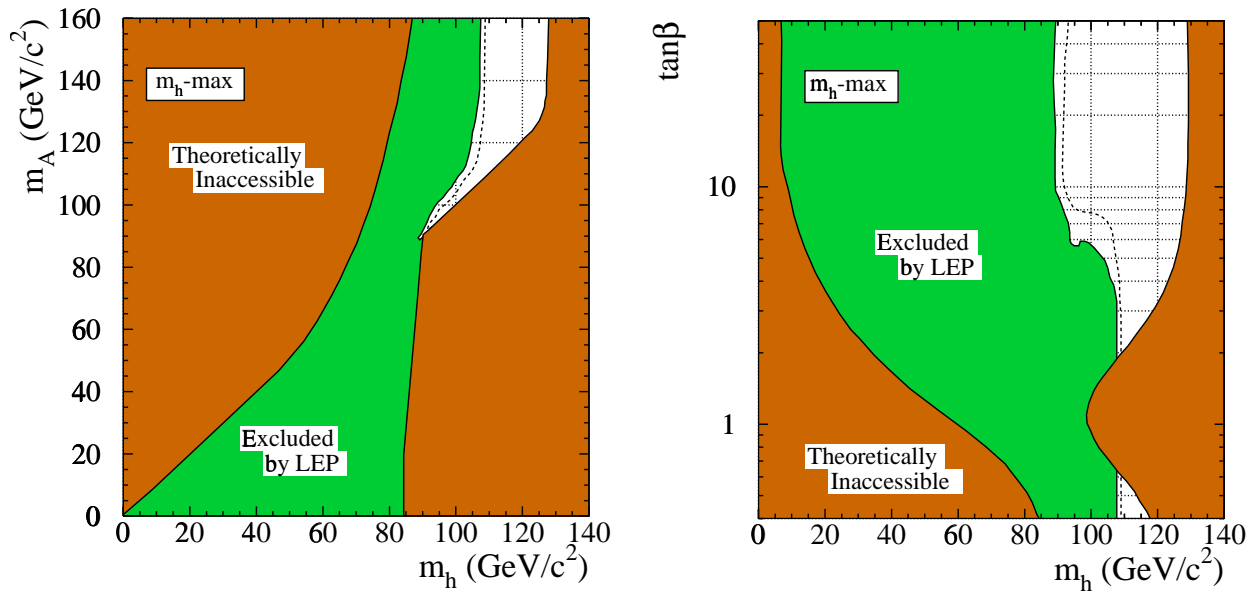 m_A (GeV/c²)
160
140
120
100
80
60
40
20
0
m_h-max
Theoretically
Inaccessible
Excluded
by LEP
0 20 40 60 80 100 120 140
m_h (GeV/c²)
tanβ
10
1
m_h-max
Excluded
by LEP
Theoretically
Inaccessible
0 20 40 60 80 100 120 140
m_h (GeV/c²)